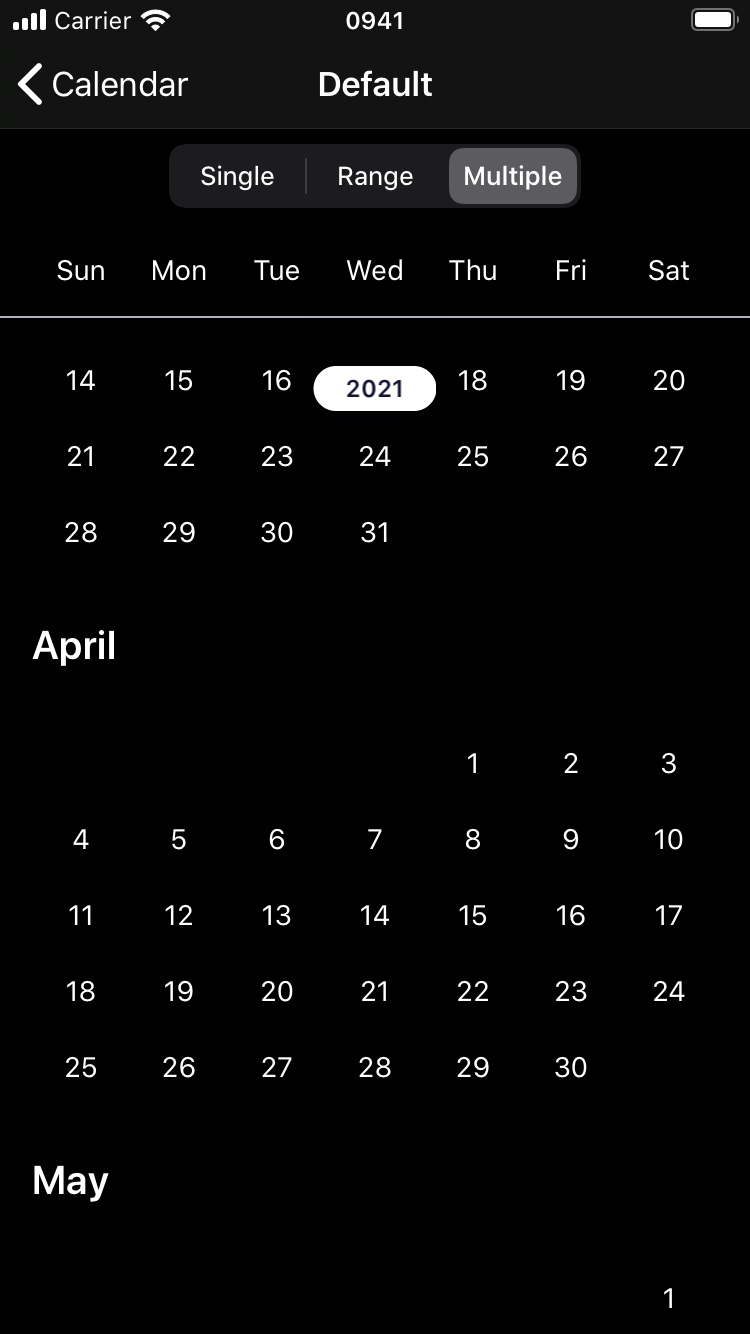 Carrier 0941
Calendar Default
Single Range Multiple
Sun Mon Tue Wed Thu Fri Sat
14 15 16 2021 18 19 20
21 22 23 24 25 26 27
28 29 30 31
April
1 2 3
4 5 6 7 8 9 10
11 12 13 14 15 16 17
18 19 20 21 22 23 24
25 26 27 28 29 30
May
1